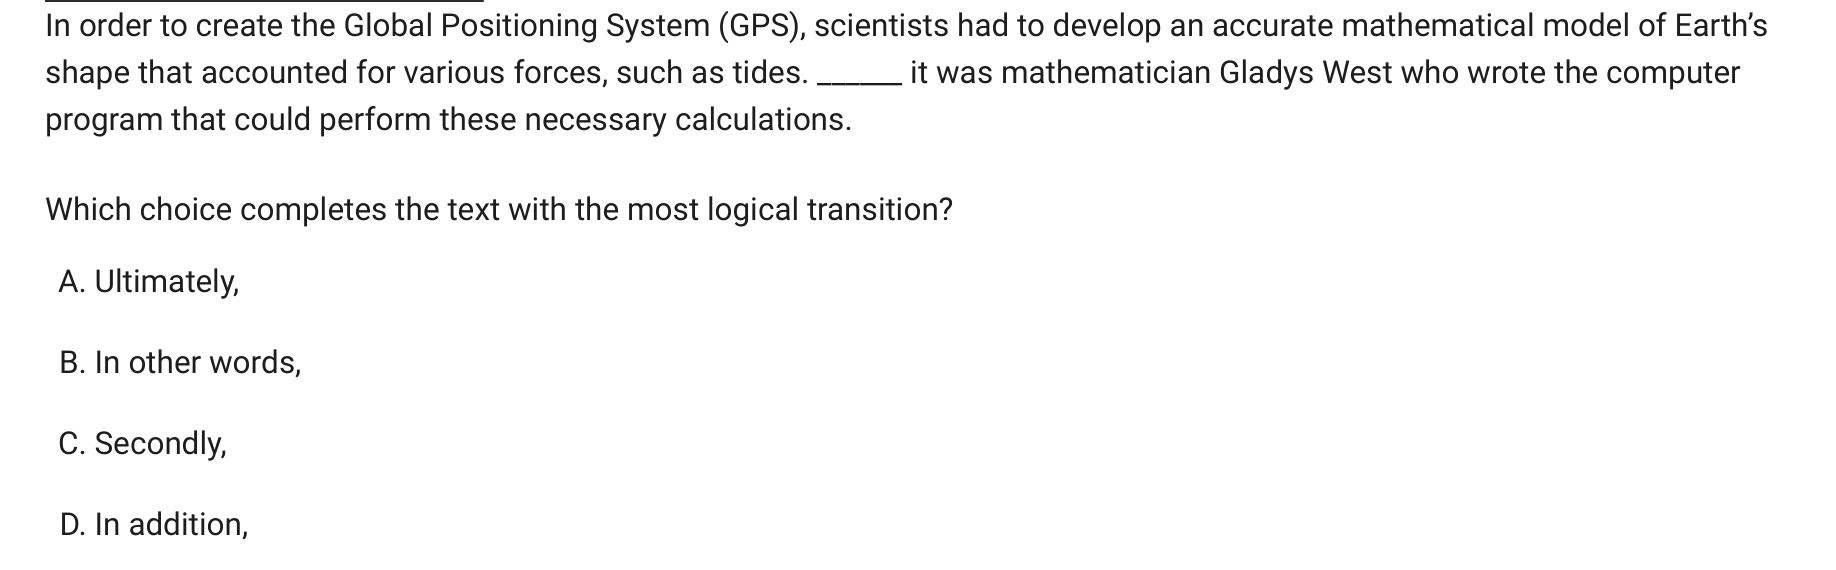 In order to create the Global Positioning System (GPS), scientists had to develop an accurate mathematical model of Earth’s
shape that accounted for various forces, such as tides. ______ it was mathematician Gladys West who wrote the computer
program that could perform these necessary calculations.
Which choice completes the text with the most logical transition?
A. Ultimately,
B. In other words,
C. Secondly,
D. In addition,